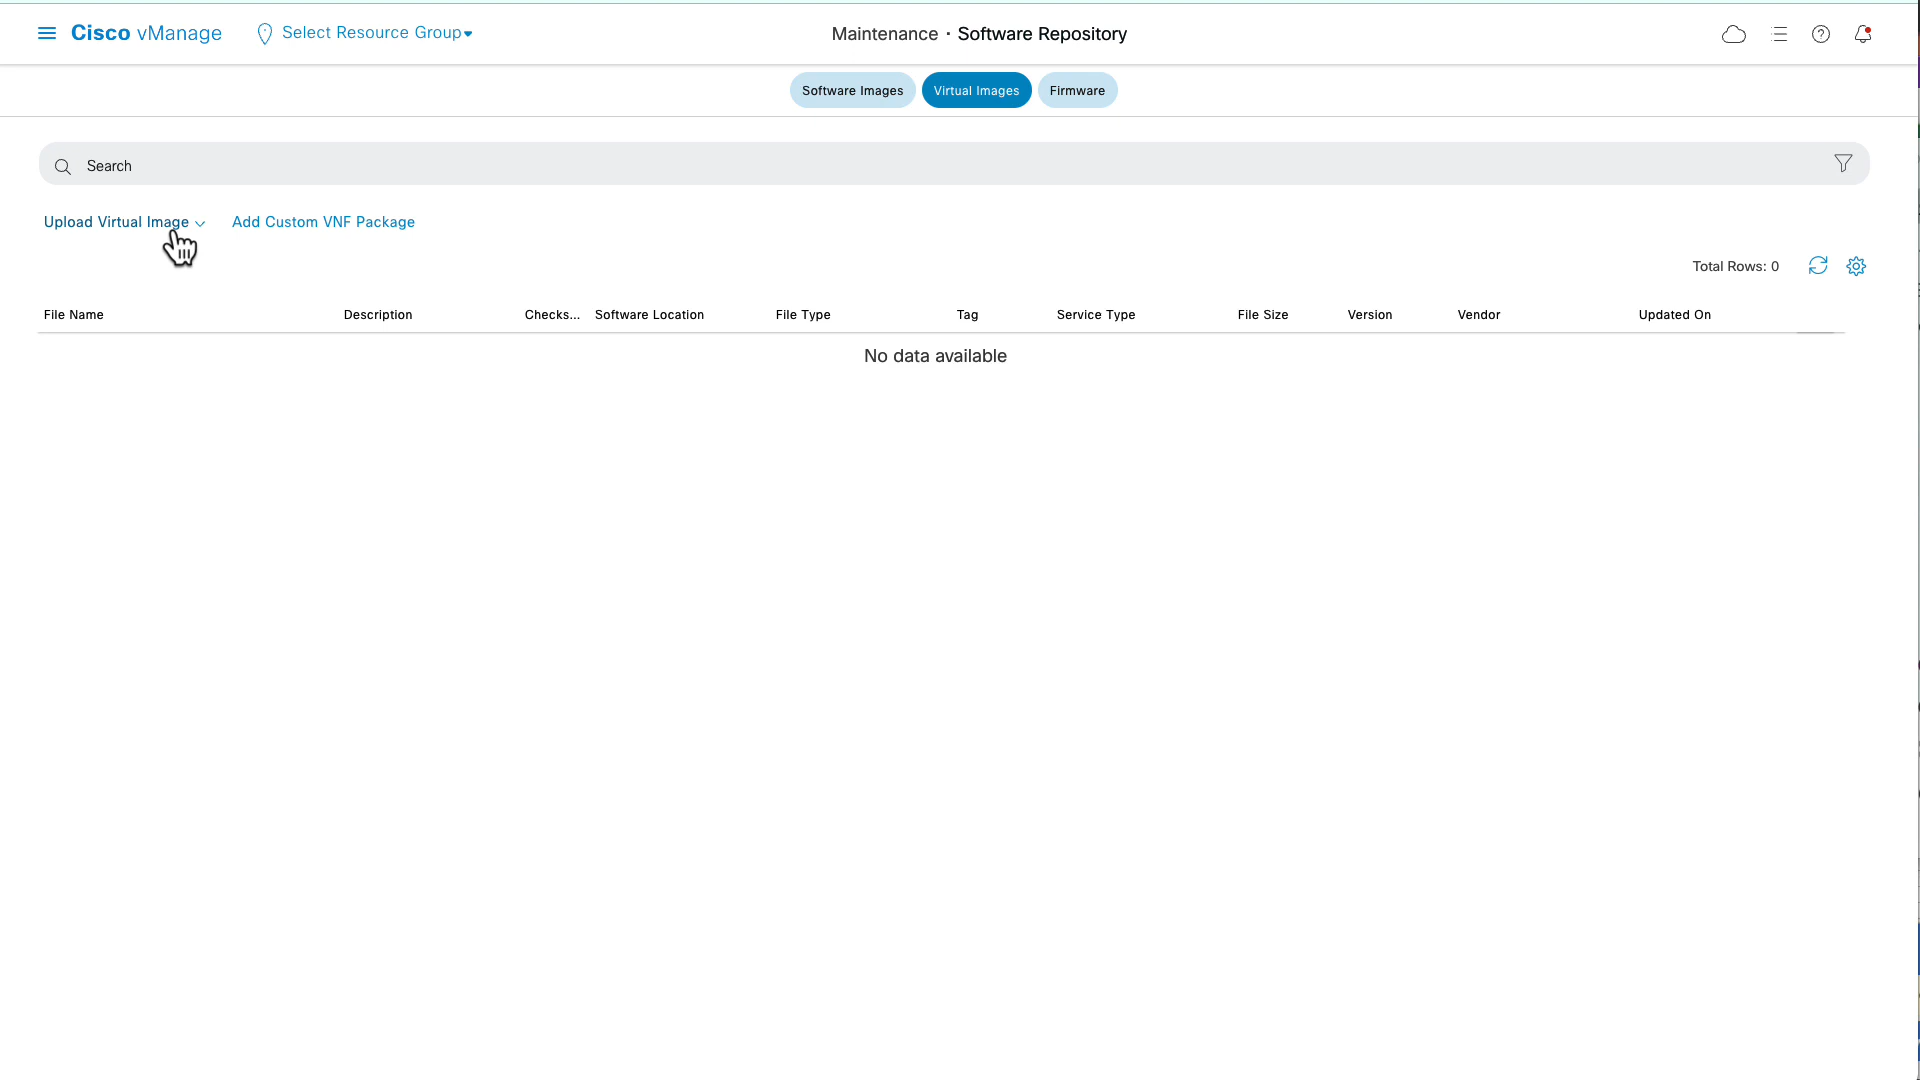 Cisco vManage
Select Resource Group
Maintenance · Software Repository
Software Images
Virtual Images
Firmware
Search
Upload Virtual Image
Add Custom VNF Package
Total Rows: 0
File Name Description Checks... Software Location File Type Tag Service Type File Size Version Vendor Updated On
No data available